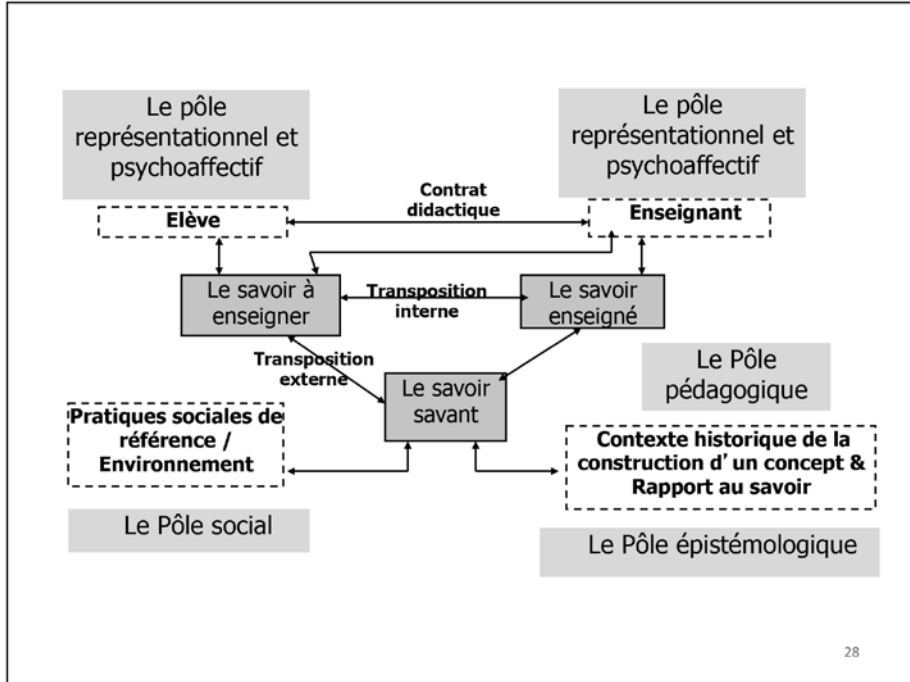 Le pôle
représentationnel et
psychoaffectif
Le pôle
représentationnel et
psychoaffectif
Contrat
didactique
Elève
Enseignant
Le savoir à
enseigner
Transposition
interne
Le savoir
enseigné
Transposition
externe
Le savoir
savant
Le Pôle
pédagogique
Pratiques sociales de
référence /
Environnement
Contexte historique de la
construction d’un concept &
Rapport au savoir
Le Pôle social
Le Pôle épistémologique
28